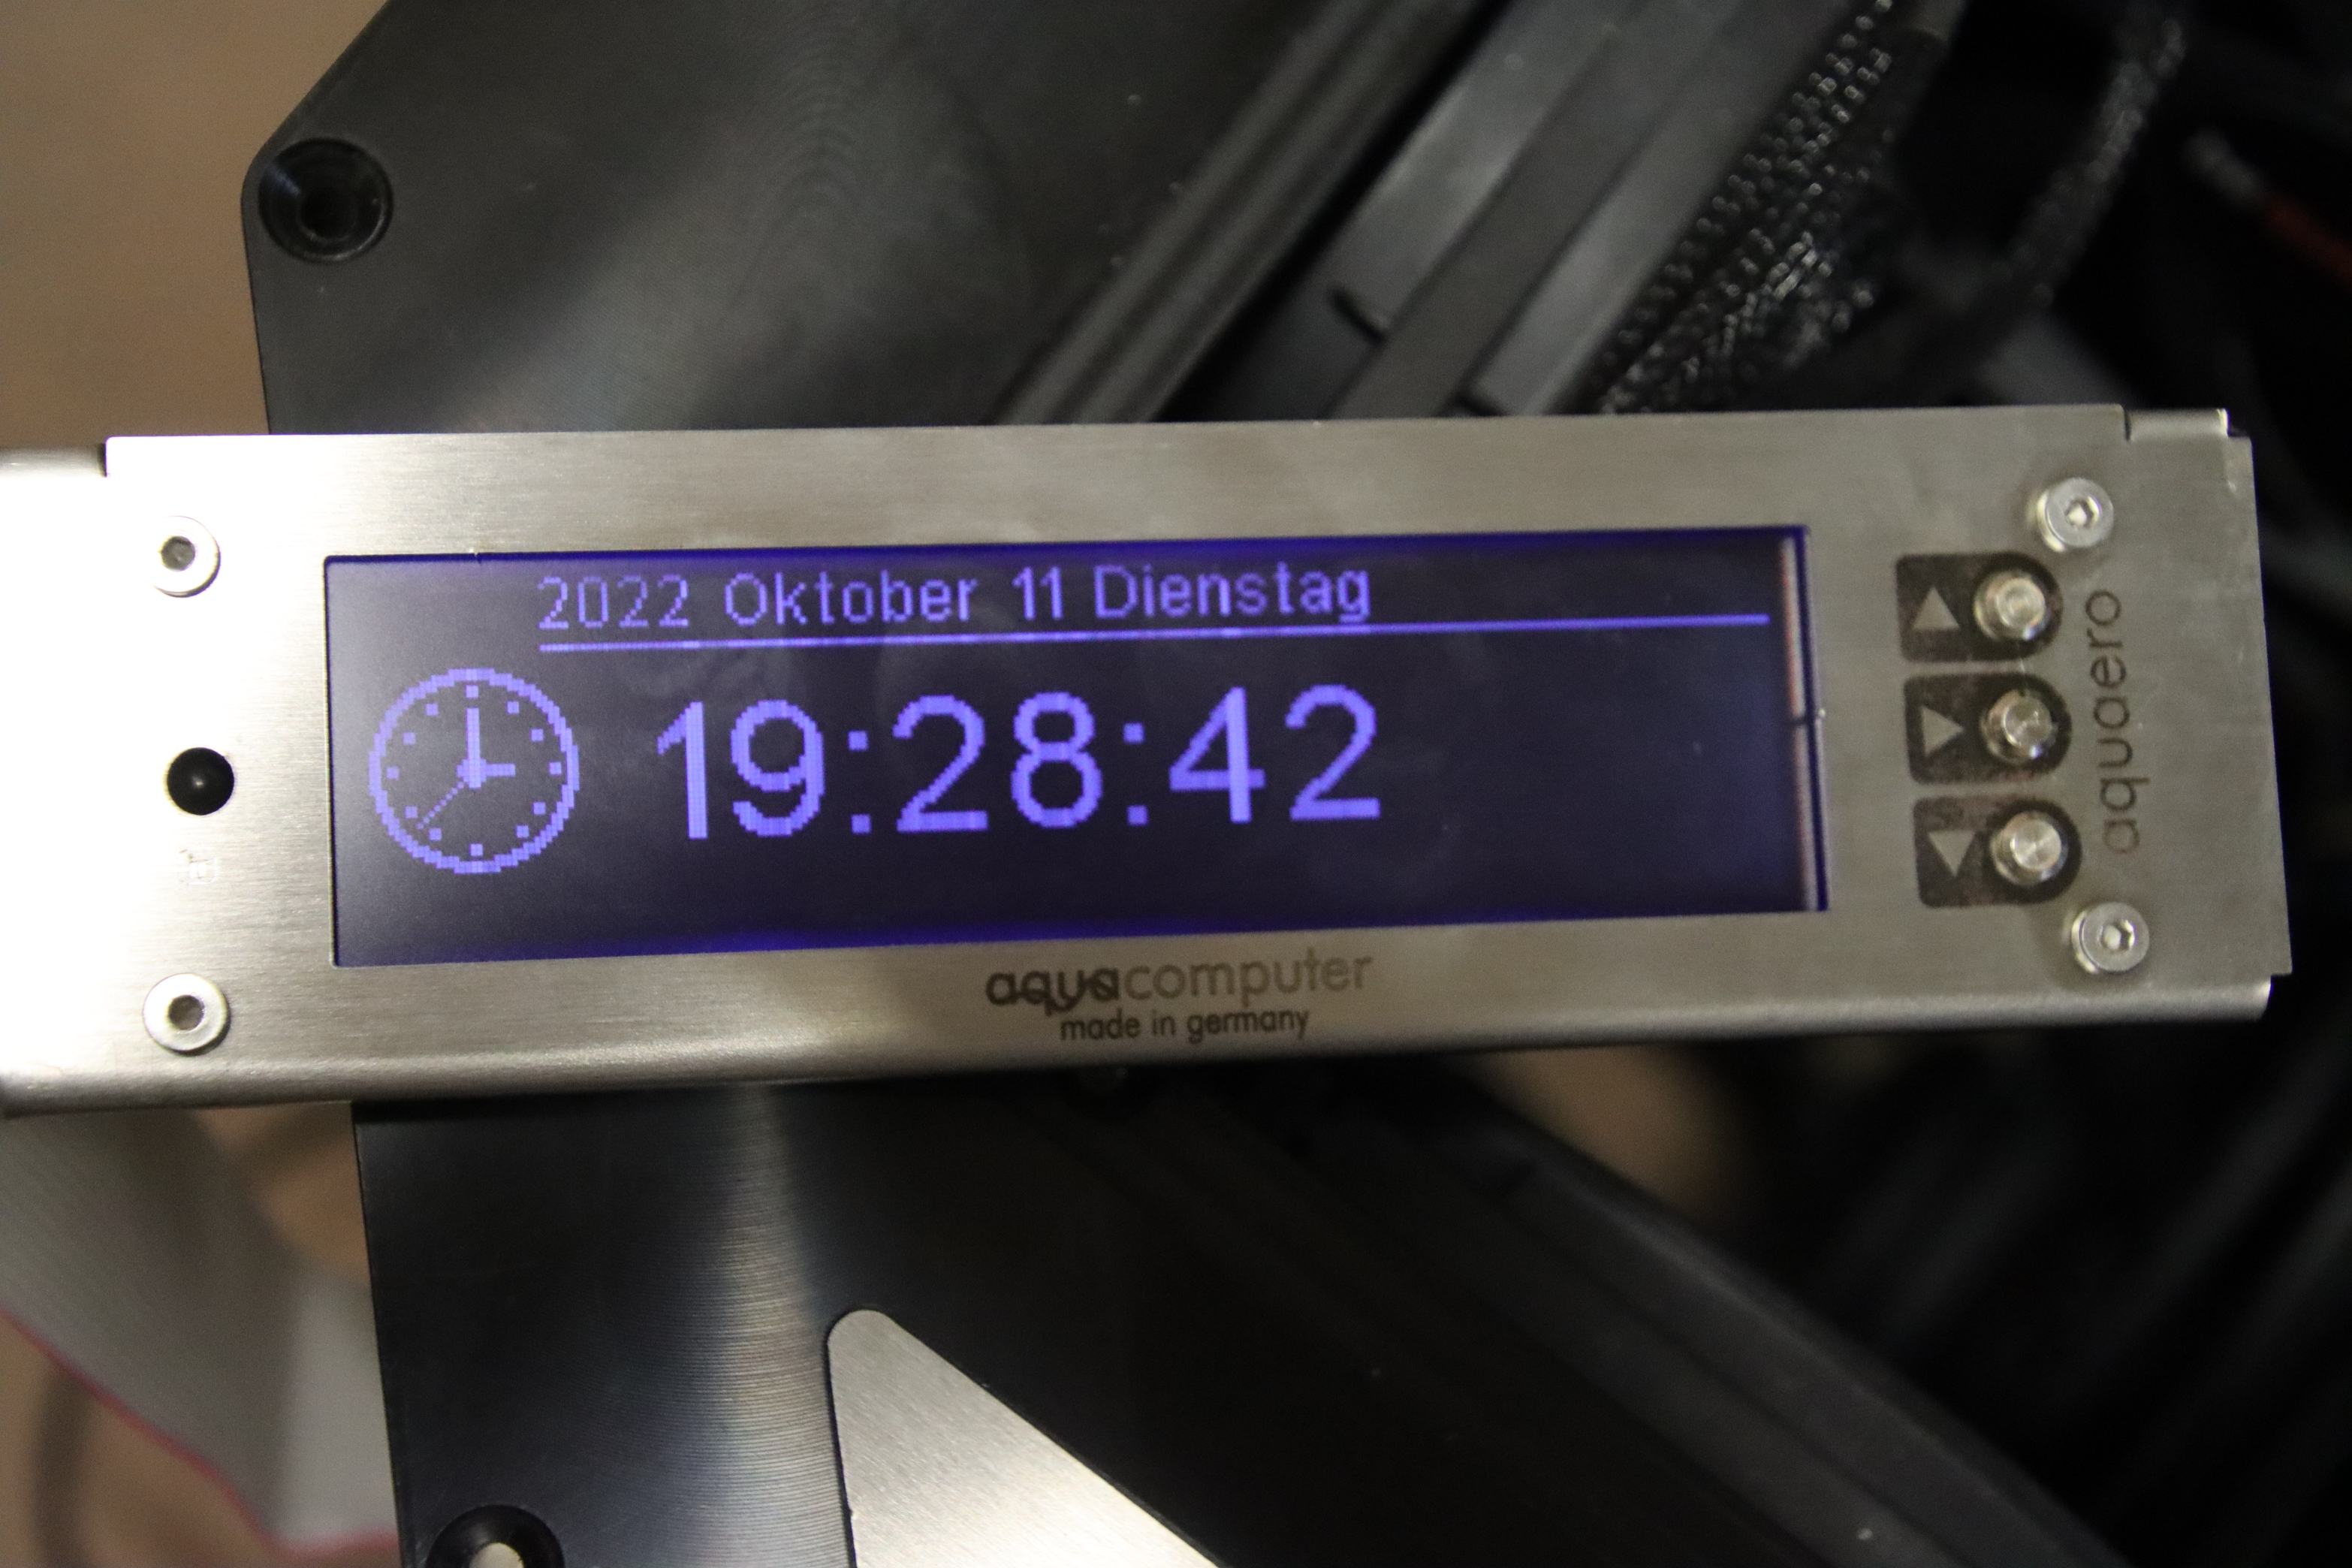 2022 Oktober 11 Dienstag
19:28:42
aquaero
aquacomputer
made in germany